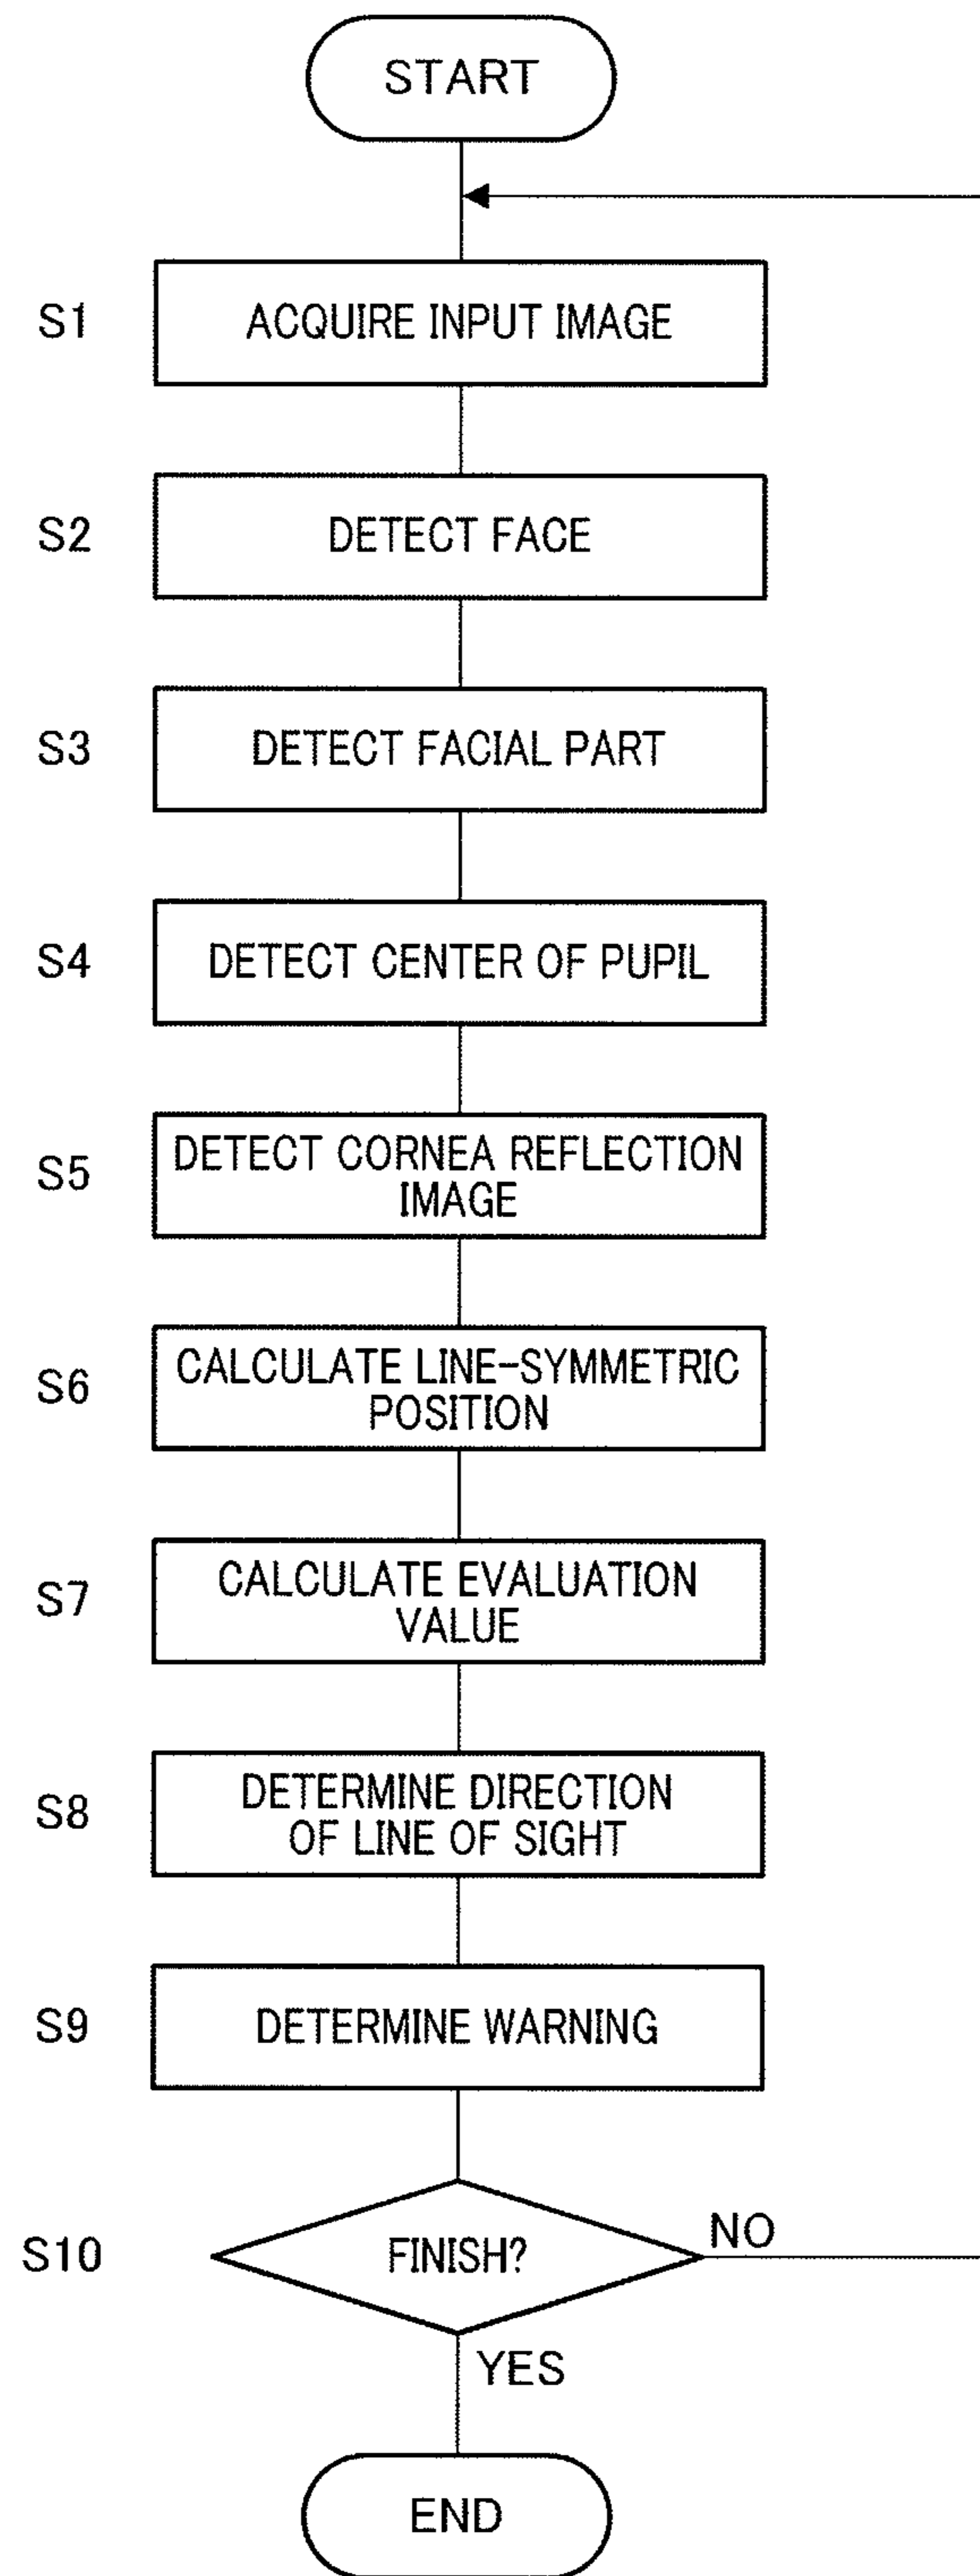 START
S1
ACQUIRE INPUT IMAGE
S2
DETECT FACE
S3
DETECT FACIAL PART
S4
DETECT CENTER OF PUPIL
S5
DETECT CORNEA REFLECTION
IMAGE
S6
CALCULATE LINE-SYMMETRIC
POSITION
S7
CALCULATE EVALUATION
VALUE
S8
DETERMINE DIRECTION
OF LINE OF SIGHT
S9
DETERMINE WARNING
S10
FINISH?
NO
YES
END